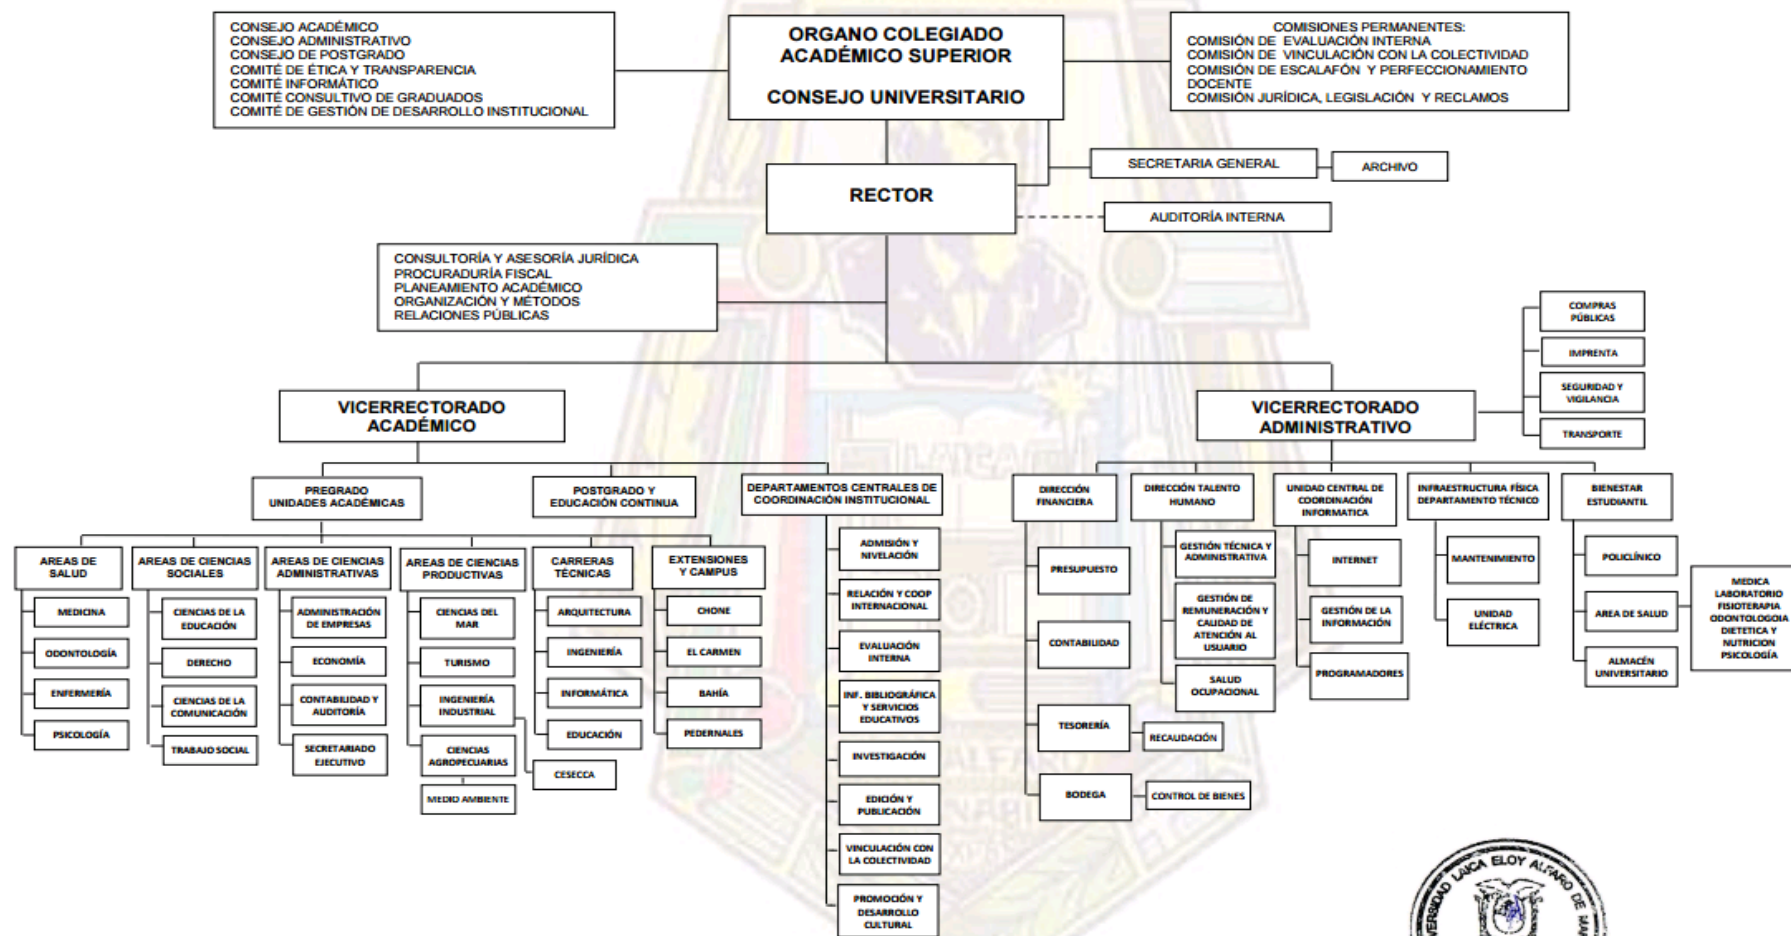 CONSEJO ACADÉMICO
CONSEJO ADMINISTRATIVO
CONSEJO DE POSTGRADO
COMITÉ DE ÉTICA Y TRANSPARENCIA
COMITÉ INFORMÁTICO
COMITÉ CONSULTIVO DE GRADUADOS
COMITÉ DE GESTIÓN DE DESARROLLO INSTITUCIONAL
ORGANO COLEGIADO
ACADÉMICO SUPERIOR
CONSEJO UNIVERSITARIO
COMISIONES PERMANENTES:
COMISIÓN DE EVALUACIÓN INTERNA
COMISIÓN DE VINCULACIÓN CON LA COLECTIVIDAD
COMISIÓN DE ESCALAFÓN Y PERFECCIONAMIENTO
DOCENTE
COMISIÓN JURÍDICA, LEGISLACIÓN Y RECLAMOS
SECRETARIA GENERAL
ARCHIVO
RECTOR
AUDITORÍA INTERNA
CONSULTORÍA Y ASESORÍA JURÍDICA
PROCURADURÍA FISCAL
PLANEAMIENTO ACADÉMICO
ORGANIZACIÓN Y MÉTODOS
RELACIONES PÚBLICAS
COMPRAS
PÚBLICAS
IMPRENTA
SEGURIDAD Y
VIGILANCIA
TRANSPORTE
VICERRECTORADO
ACADÉMICO
VICERRECTORADO
ADMINISTRATIVO
PREGRADO
UNIDADES ACADÉMICAS
POSTGRADO Y
EDUCACIÓN CONTINUA
DEPARTAMENTOS CENTRALES DE
COORDINACIÓN INSTITUCIONAL
DIRECCIÓN
FINANCIERA
DIRECCIÓN TALENTO
HUMANO
UNIDAD CENTRAL DE
COORDINACIÓN
INFORMATICA
INFRAESTRUCTURA FÍSICA
DEPARTAMENTO TÉCNICO
BIENESTAR
ESTUDIANTIL
AREAS DE
SALUD
MEDICINA
ODONTOLOGÍA
ENFERMERÍA
PSICOLOGÍA
AREAS DE CIENCIAS
SOCIALES
CIENCIAS DE LA
EDUCACIÓN
DERECHO
CIENCIAS DE LA
COMUNICACIÓN
TRABAJO SOCIAL
AREAS DE CIENCIAS
ADMINISTRATIVAS
ADMINISTRACIÓN
DE EMPRESAS
ECONOMÍA
CONTABILIDAD Y
AUDITORÍA
SECRETARIADO
EJECUTIVO
AREAS DE CIENCIAS
PRODUCTIVAS
CIENCIAS DEL
MAR
TURISMO
INGENIERÍA
INDUSTRIAL
CIENCIAS
AGROPECUARIAS
MEDIO AMBIENTE
CESECCA
CARRERAS
TÉCNICAS
ARQUITECTURA
INGENIERÍA
INFORMÁTICA
EDUCACIÓN
EXTENSIONES
Y CAMPUS
CHONE
EL CARMEN
BAHÍA
PEDERNALES
ADMISIÓN Y
NIVELACIÓN
RELACIÓN Y COOP
INTERNACIONAL
EVALUACIÓN
INTERNA
INF. BIBLIOGRÁFICA
Y SERVICIOS
EDUCATIVOS
INVESTIGACIÓN
EDICIÓN Y
PUBLICACIÓN
VINCULACIÓN CON
LA COLECTIVIDAD
PROMOCIÓN Y
DESARROLLO
CULTURAL
PRESUPUESTO
CONTABILIDAD
TESORERÍA
RECAUDACIÓN
BODEGA
CONTROL DE BIENES
GESTIÓN TÉCNICA Y
ADMINISTRATIVA
GESTIÓN DE
REMUNERACIÓN Y
CALIDAD DE
ATENCIÓN AL
USUARIO
SALUD
OCUPACIONAL
INTERNET
GESTIÓN DE LA
INFORMACIÓN
PROGRAMADORES
MANTENIMIENTO
UNIDAD
ELÉCTRICA
POLICLÍNICO
AREA DE SALUD
ALMACÉN
UNIVERSITARIO
MEDICA
LABORATORIO
FISIOTERAPIA
ODONTOLOGOIA
DIETETICA Y
NUTRICION
PSICOLOGÍA
LAICA ELOY ALFARO DE